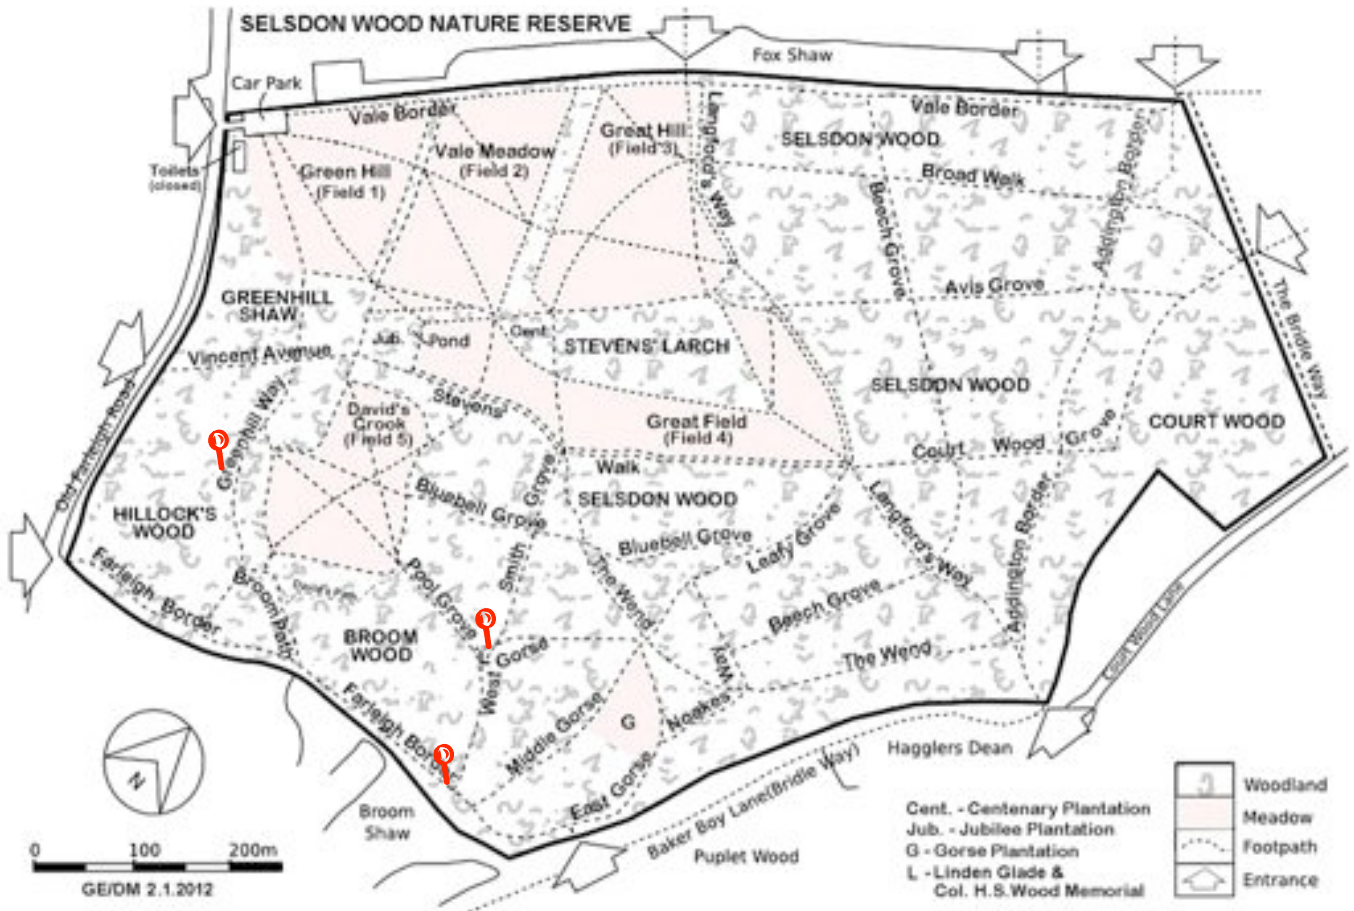 SELSDON WOOD NATURE RESERVE
Fox Shaw
Car Park
Vale Border
Vale Border
Langford's Way
Great Hill
(Field 3)
SELSDON WOOD
Vale Meadow
(Field 2)
Toilets
(closed)
Green Hill
(Field 1)
Broad Walk
Addington Border
Beech Grove
Avis Grove
GREENHILL
SHAW
The Bridle Way
Jub.
Pond
Cent.
STEVENS' LARCH
Vincent Avenue
SELSDON WOOD
Old Farleigh Road
Greenhill Way
David's
Crook
(Field 5)
Stevens'
Great Field
(Field 4)
COURT WOOD
Court Wood Grove
Walk
SELSDON WOOD
Bluebell Grove
Smith Grove
Langford's Way
Addington Border
HILLOCK'S
WOOD
Bluebell Grove
Leafy Grove
Farleigh Border
Broom Path
Pool Grove
The Wend
Beech Grove
Court Wood Lane
BROOM
WOOD
L
West Gorse
The Wend
Noakes Way
Farleigh Border
Middle Gorse
G
East Gorse
Hagglers Dean
Baker Boy Lane(Bridle Way)
Broom
Shaw
Puplet Wood
N
0 100 200m
GE/DM 2.1.2012
Cent. - Centenary Plantation
Jub. - Jubilee Plantation
G - Gorse Plantation
L - Linden Glade &
Col. H.S.Wood Memorial
Woodland
Meadow
Footpath
Entrance